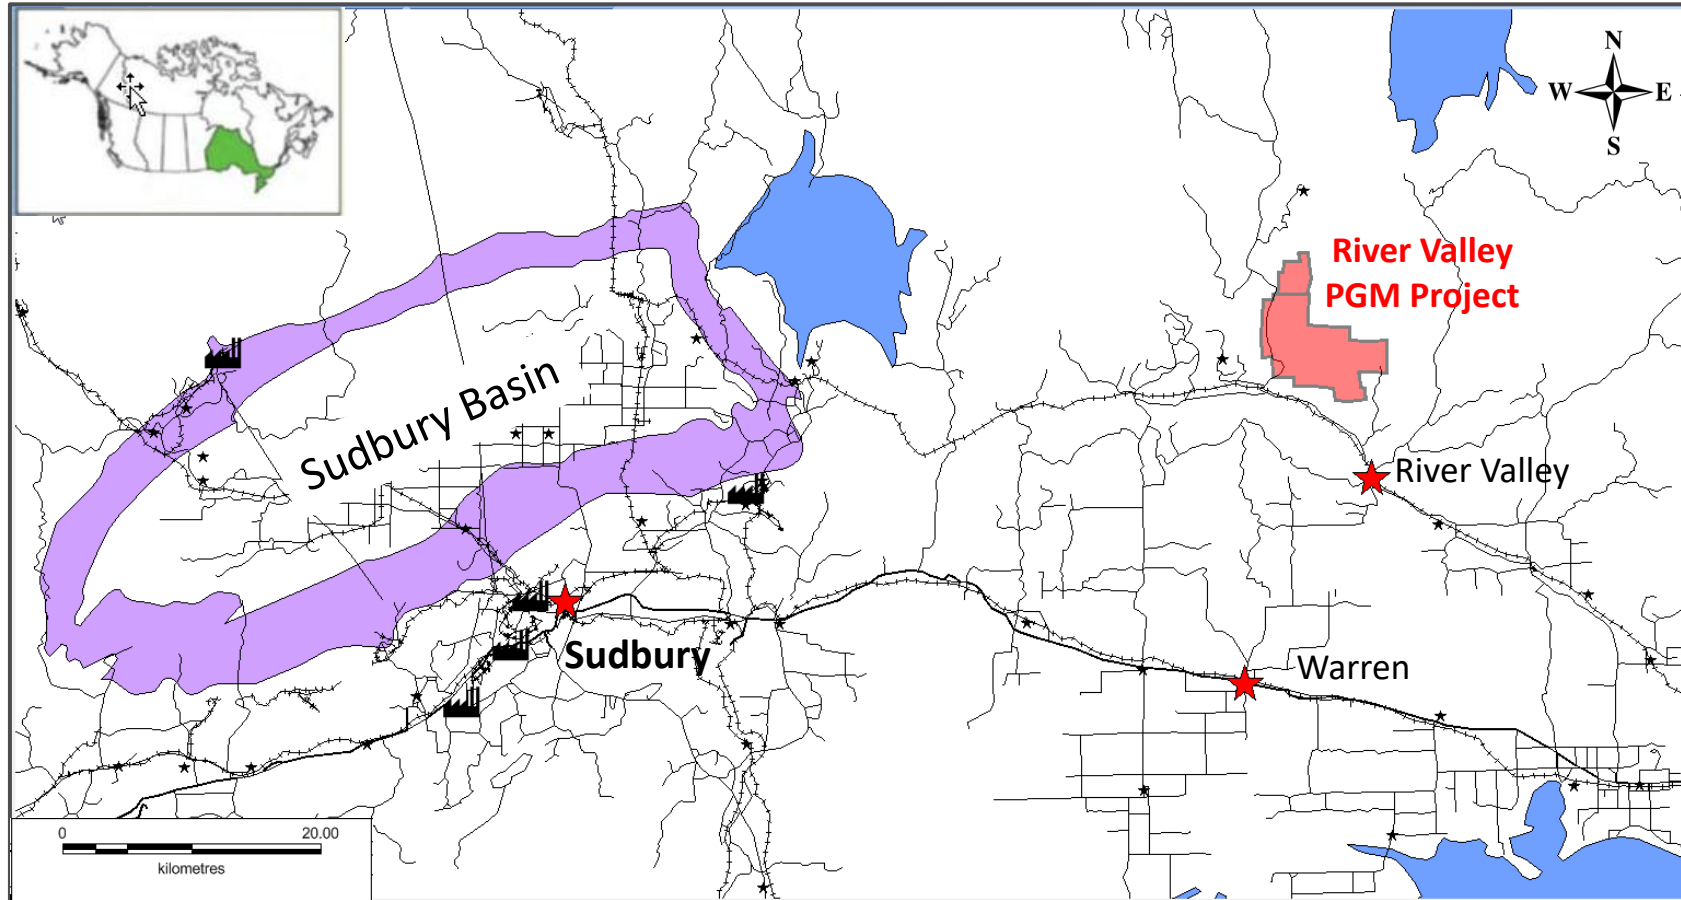 N
W E
S
River Valley
PGM Project
Sudbury Basin
River Valley
Sudbury
Warren
0 20.00
kilometres